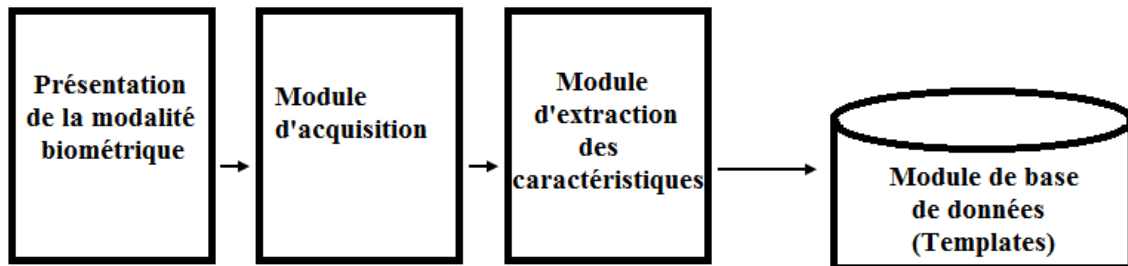 Présentation
de la modalité
biométrique
Module
d'acquisition
Module
d'extraction
des
caractéristiques
Module de base
de données
(Templates)